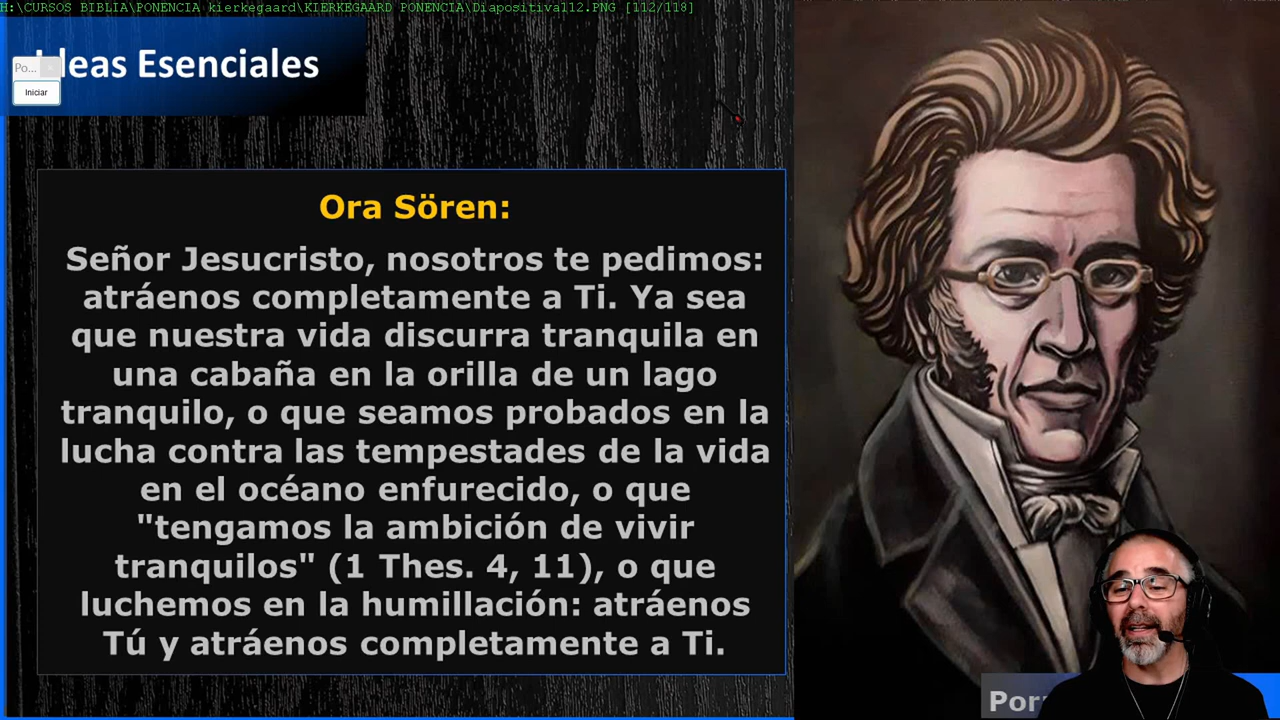 H:\CURSOS BIBLIA\PONENCIA kierkegaard\KIERKEGAARD PONENCIA\Diapositiva112.PNG [112/118]
Ideas Esenciales
Po...
Iniciar
Ora Sören:
Señor Jesucristo, nosotros te pedimos:
atráenos completamente a Ti. Ya sea
que nuestra vida discurra tranquila en
una cabaña en la orilla de un lago
tranquilo, o que seamos probados en la
lucha contra las tempestades de la vida
en el océano enfurecido, o que
"tengamos la ambición de vivir
tranquilos" (1 Thes. 4, 11), o que
luchemos en la humillación: atráenos
Tú y atráenos completamente a Ti.
Por